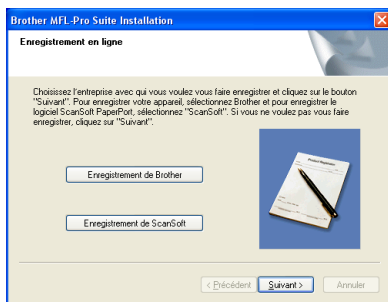 Brother MFL-Pro Suite Installation
Enregistrement en ligne
Choisissez l'entreprise avec qui vous voulez vous faire enregistrer et cliquez sur le bouton
"Suivant". Pour enregistrer votre appareil, sélectionnez Brother et pour enregistrer le
logiciel ScanSoft PaperPort, sélectionnez "ScanSoft". Si vous ne voulez pas vous faire
enregistrer, cliquez sur "Suivant".
Product Registration
Enregistrement de Brother
Enregistrement de ScanSoft
< Précédent
Suivant >
Annuler